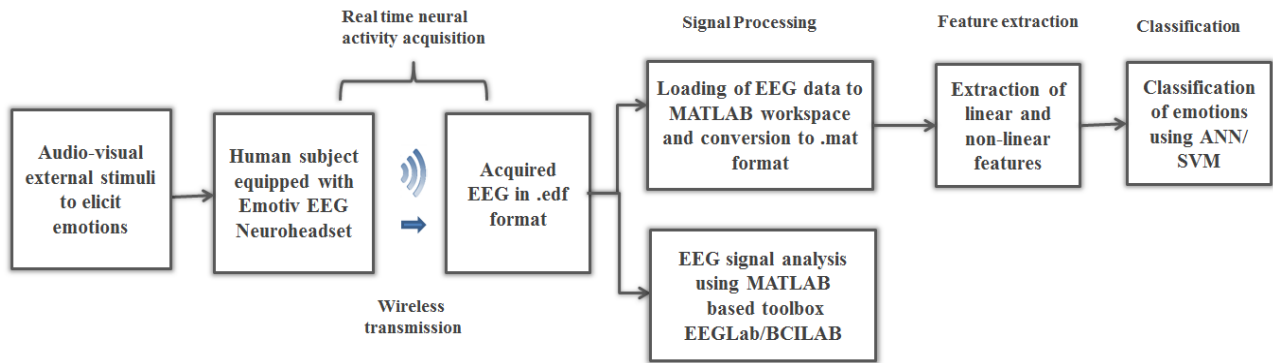 Real time neural
activity acquisition
Signal Processing
Feature extraction
Classification
Audio-visual
external stimuli
to elicit
emotions
Human subject
equipped with
Emotiv EEG
Neuroheadset
Wireless
transmission
Acquired
EEG in .edf
format
Loading of EEG data to
MATLAB workspace
and conversion to .mat
format
EEG signal analysis
using MATLAB
based toolbox
EEGLab/BCILAB
Extraction of
linear and
non-linear
features
Classification
of emotions
using ANN/
SVM